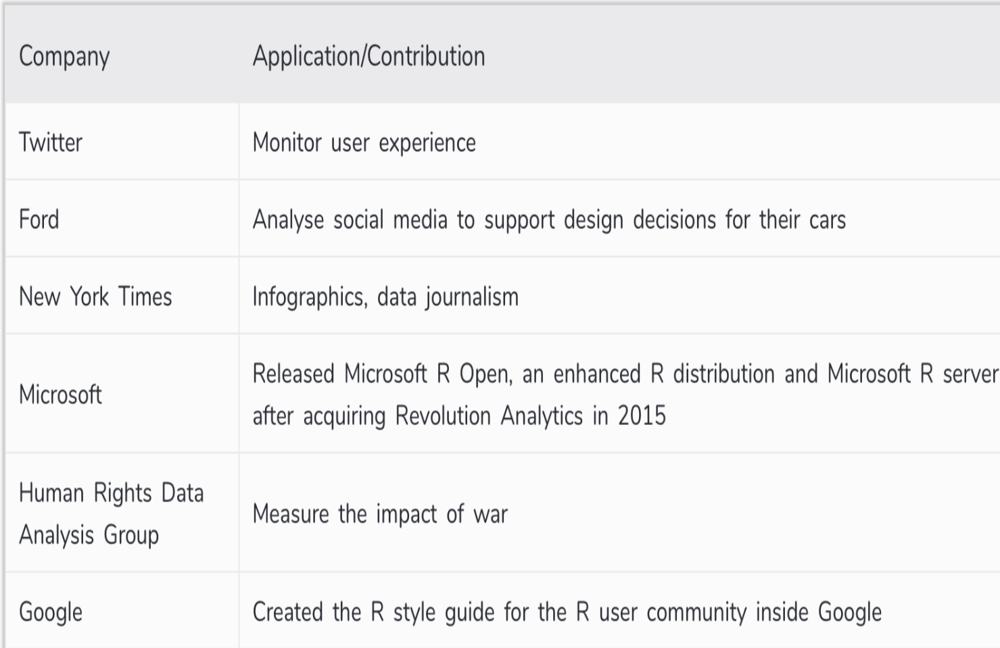 Company Application/Contribution
Twitter Monitor user experience
Ford Analyse social media to support design decisions for their cars
New York Times Infographics, data journalism
Microsoft
Released Microsoft R Open, an enhanced R distribution and Microsoft R server
after acquiring Revolution Analytics in 2015
Human Rights Data
Analysis Group
Measure the impact of war
Google Created the R style guide for the R user community inside Google